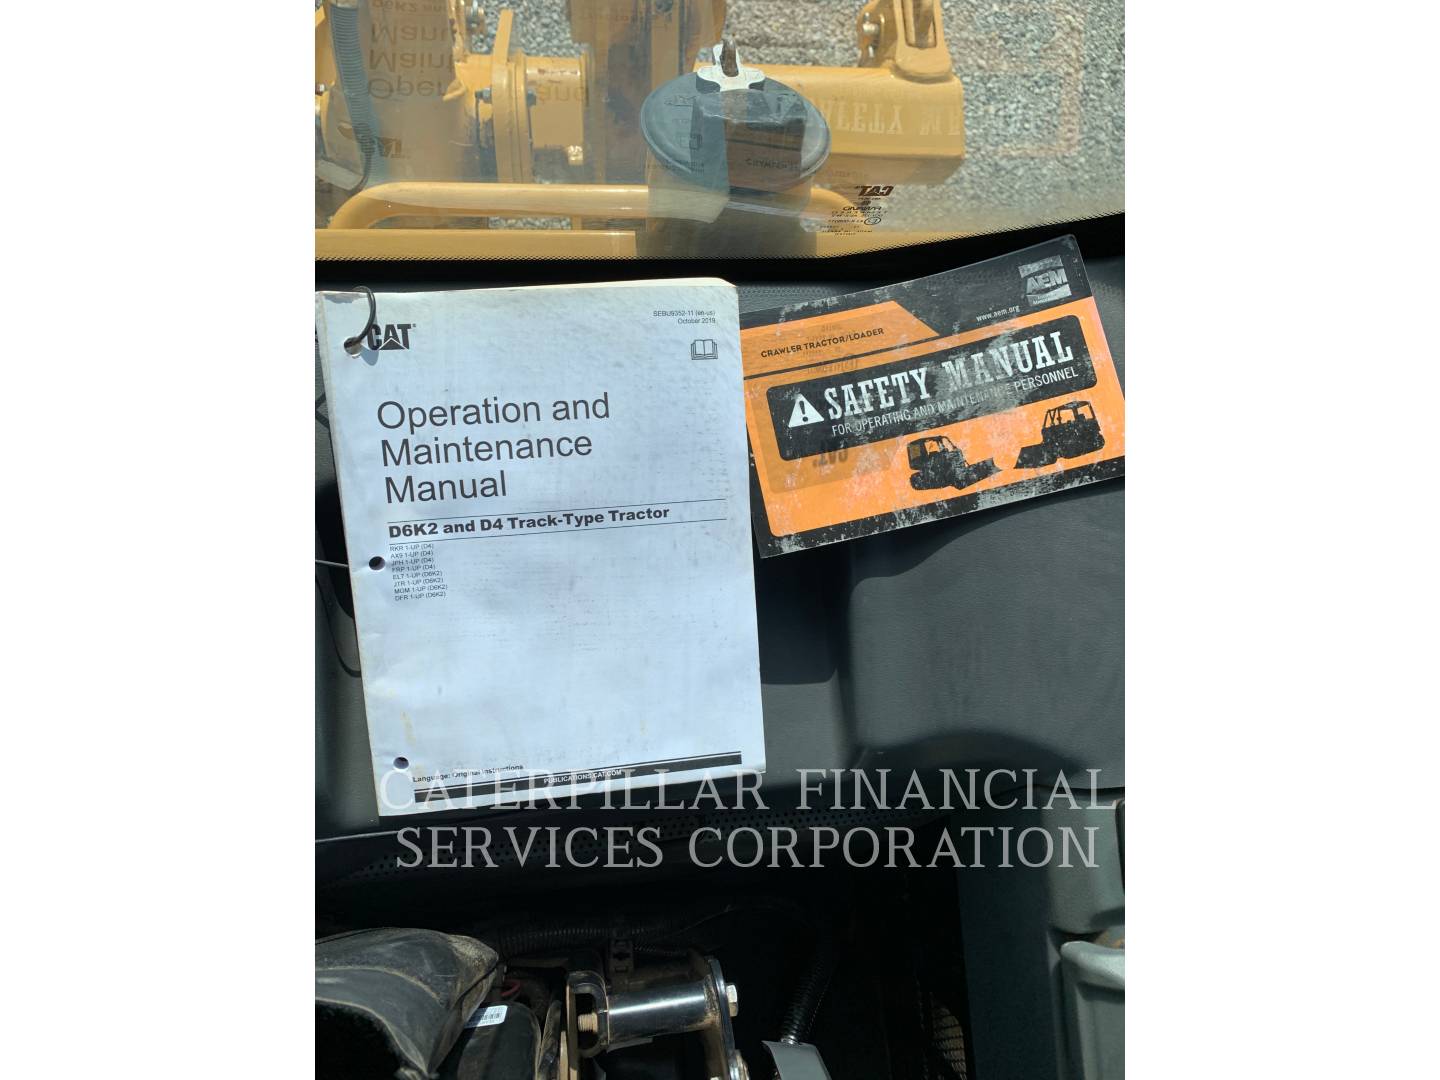 SEBU9352-11 (en-us)
October 2019
CAT
Operation and
Maintenance
Manual
D6K2 and D4 Track-Type Tractor
RKR 1-UP (D4)
AX9 1-UP (D4)
JPH 1-UP (D4)
FRP 1-UP (D4)
EL7 1-UP (D6K2)
JTR 1-UP (D6K2)
MGM 1-UP (D6K2)
DFR 1-UP (D6K2)
Language: Original Instructions
PUBLICATIONS.CAT.COM
AEM
www.aem.org
CRAWLER TRACTOR/LOADER
SAFETY MANUAL
FOR OPERATING AND MAINTENANCE PERSONNEL
CATERPILLAR FINANCIAL
SERVICES CORPORATION